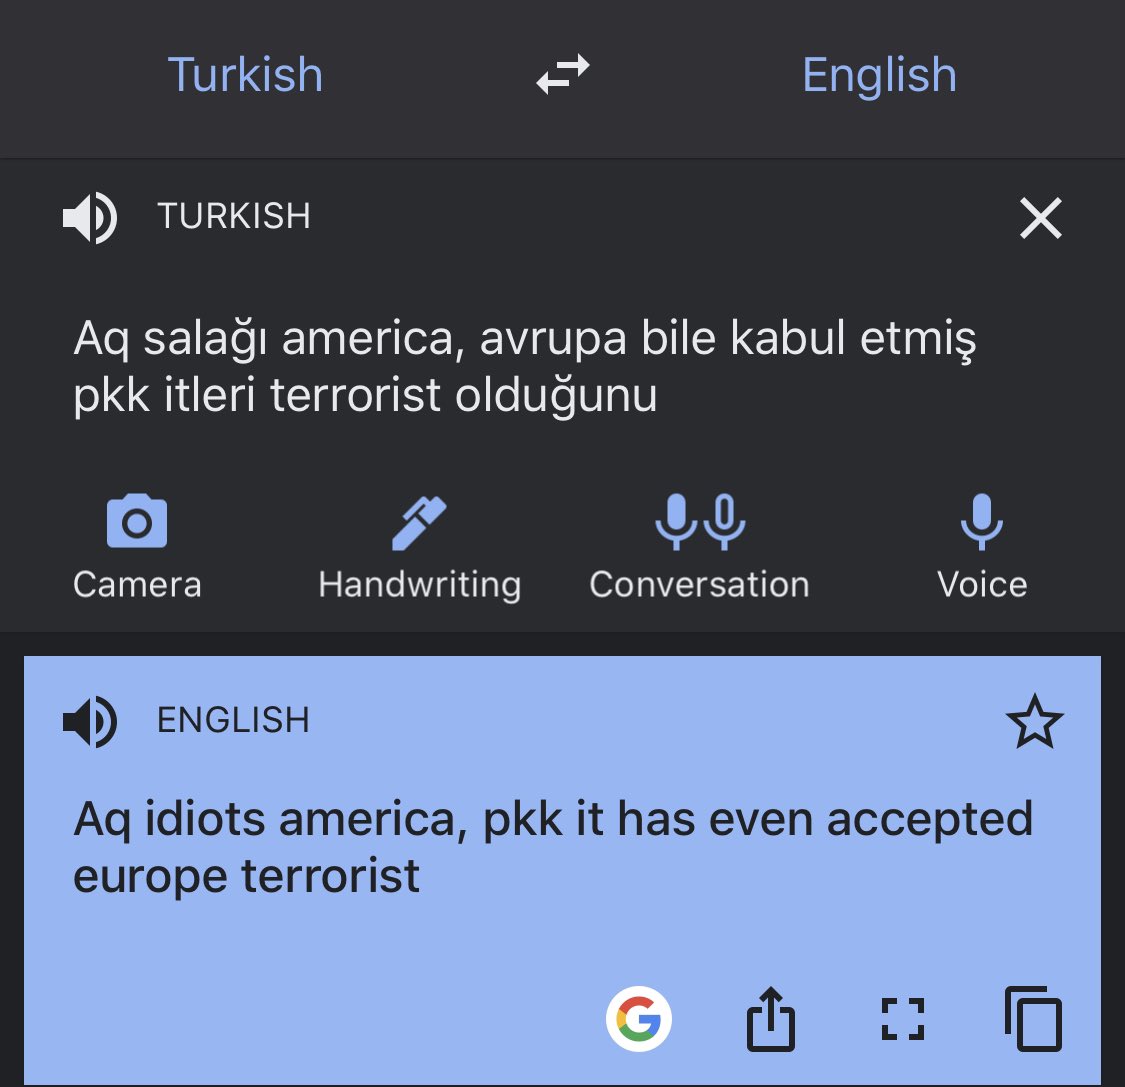 Turkish English
TURKISH
Aq salağı america, avrupa bile kabul etmiş
pkk itleri terrorist olduğunu
Camera Handwriting Conversation Voice
ENGLISH
Aq idiots america, pkk it has even accepted
europe terrorist
G